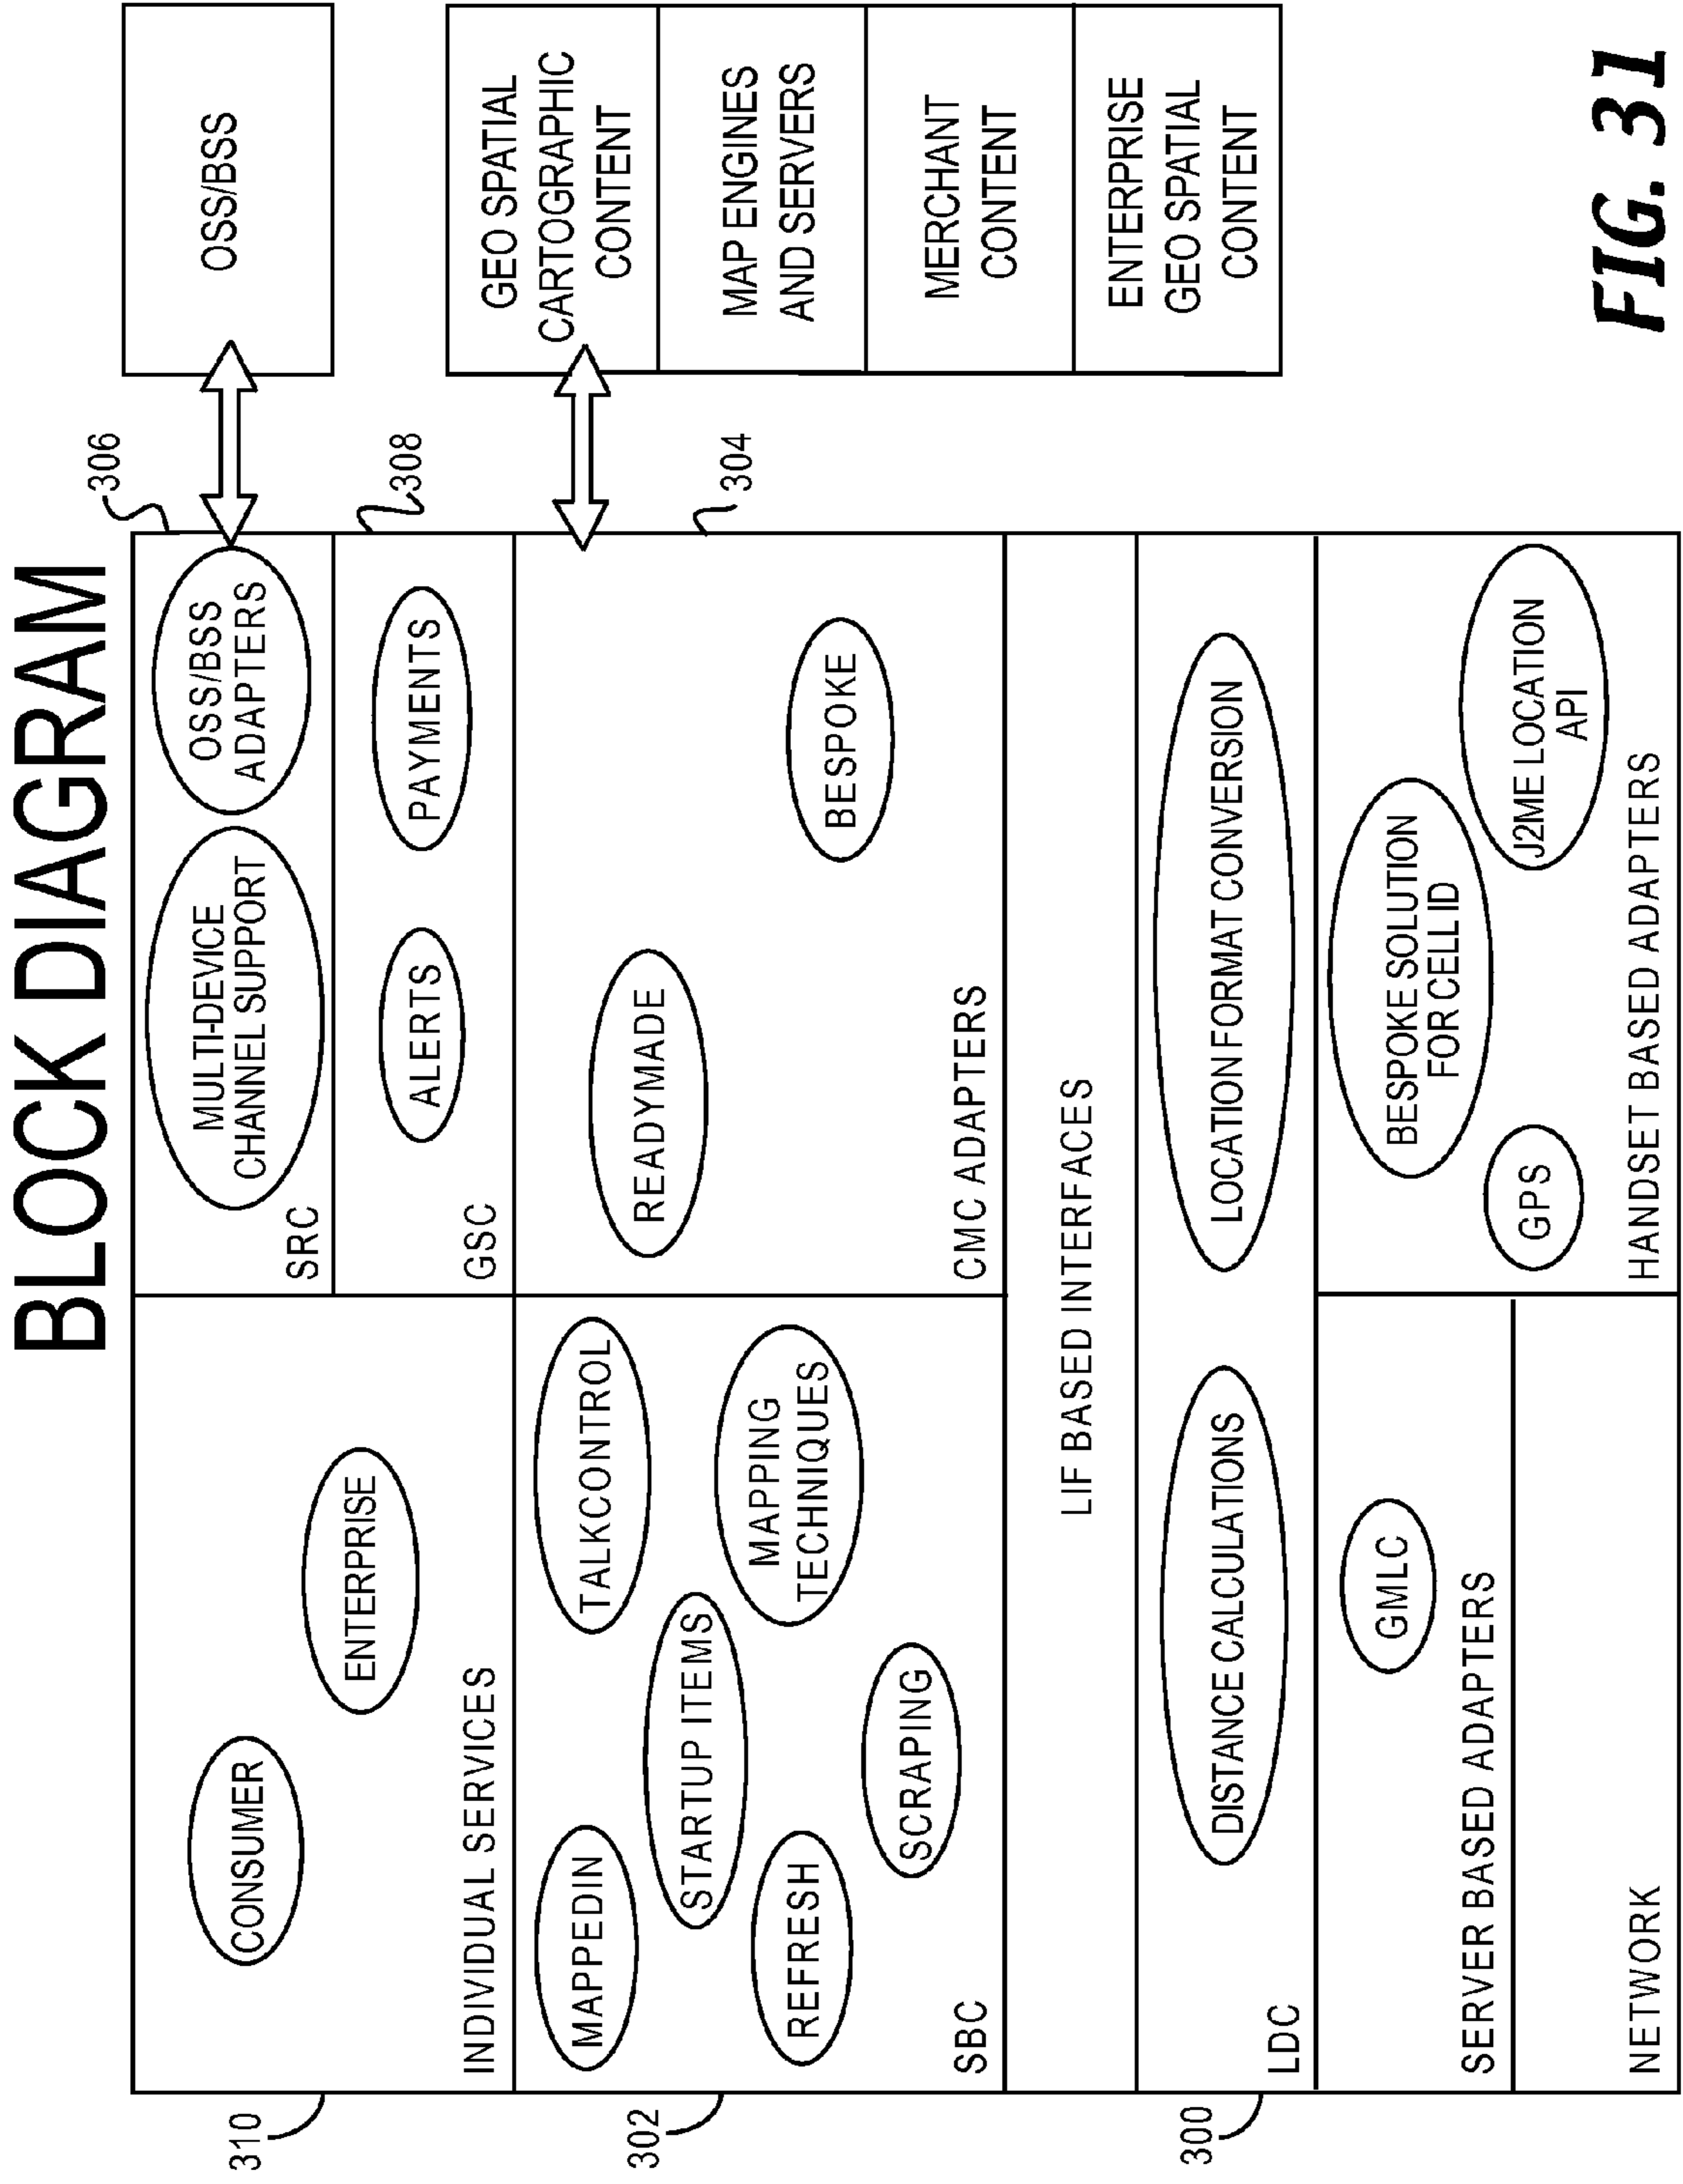 BLOCK DIAGRAM
310
CONSUMER
ENTERPRISE
INDIVIDUAL SERVICES
MULTI-DEVICE
CHANNEL SUPPORT
OSS/BSS
ADAPTERS
SRC
306
OSS/BSS
ALERTS
PAYMENTS
GSC
308
302
MAPPEDIN
TALKCONTROL
STARTUP ITEMS
MAPPING
TECHNIQUES
REFRESH
SCRAPING
SBC
READYMADE
BESPOKE
CMC ADAPTERS
304
GEO SPATIAL
CARTOGRAPHIC
CONTENT
MAP ENGINES
AND SERVERS
MERCHANT
CONTENT
ENTERPRISE
GEO SPATIAL
CONTENT
LIF BASED INTERFACES
300
DISTANCE CALCULATIONS
LOCATION FORMAT CONVERSION
LDC
GMLC
SERVER BASED ADAPTERS
NETWORK
BESPOKE SOLUTION
FOR CELL ID
GPS
J2ME LOCATION
API
HANDSET BASED ADAPTERS
FIG. 31